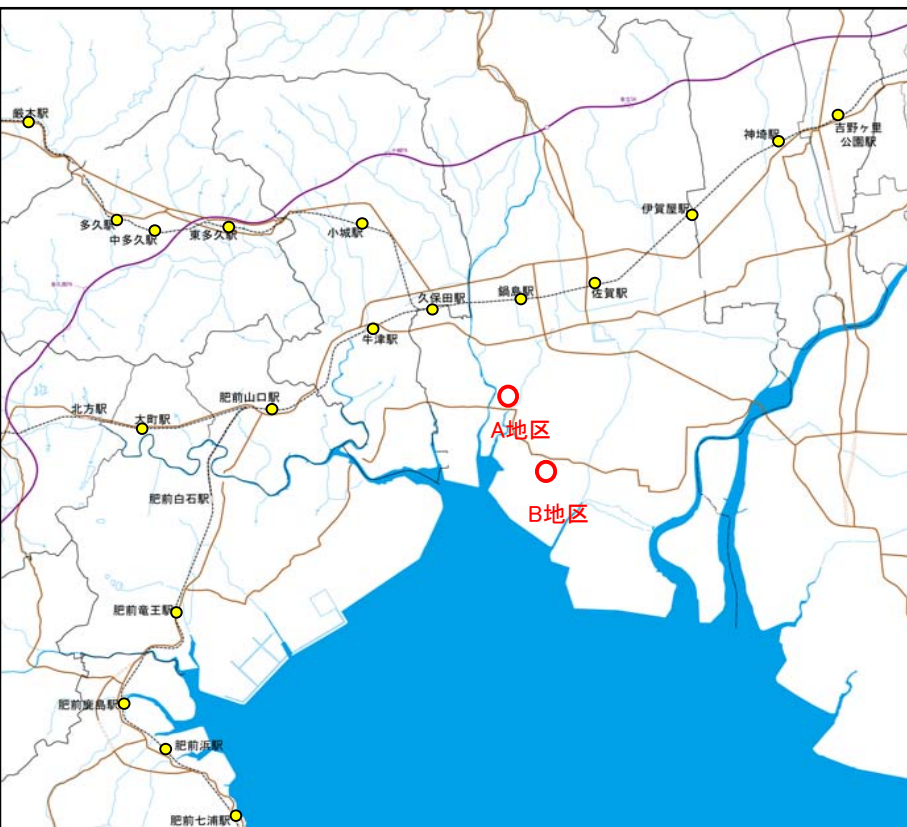 厳木駅
吉野ヶ里
公園駅
神埼駅
伊賀屋駅
多久駅
中多久駅
東多久駅
小城駅
久保田駅
鍋島駅
佐賀駅
牛津駅
肥前山口駅
北方駅
大町駅
A地区
B地区
肥前白石駅
肥前竜王駅
肥前鹿島駅
肥前浜駅
肥前七浦駅